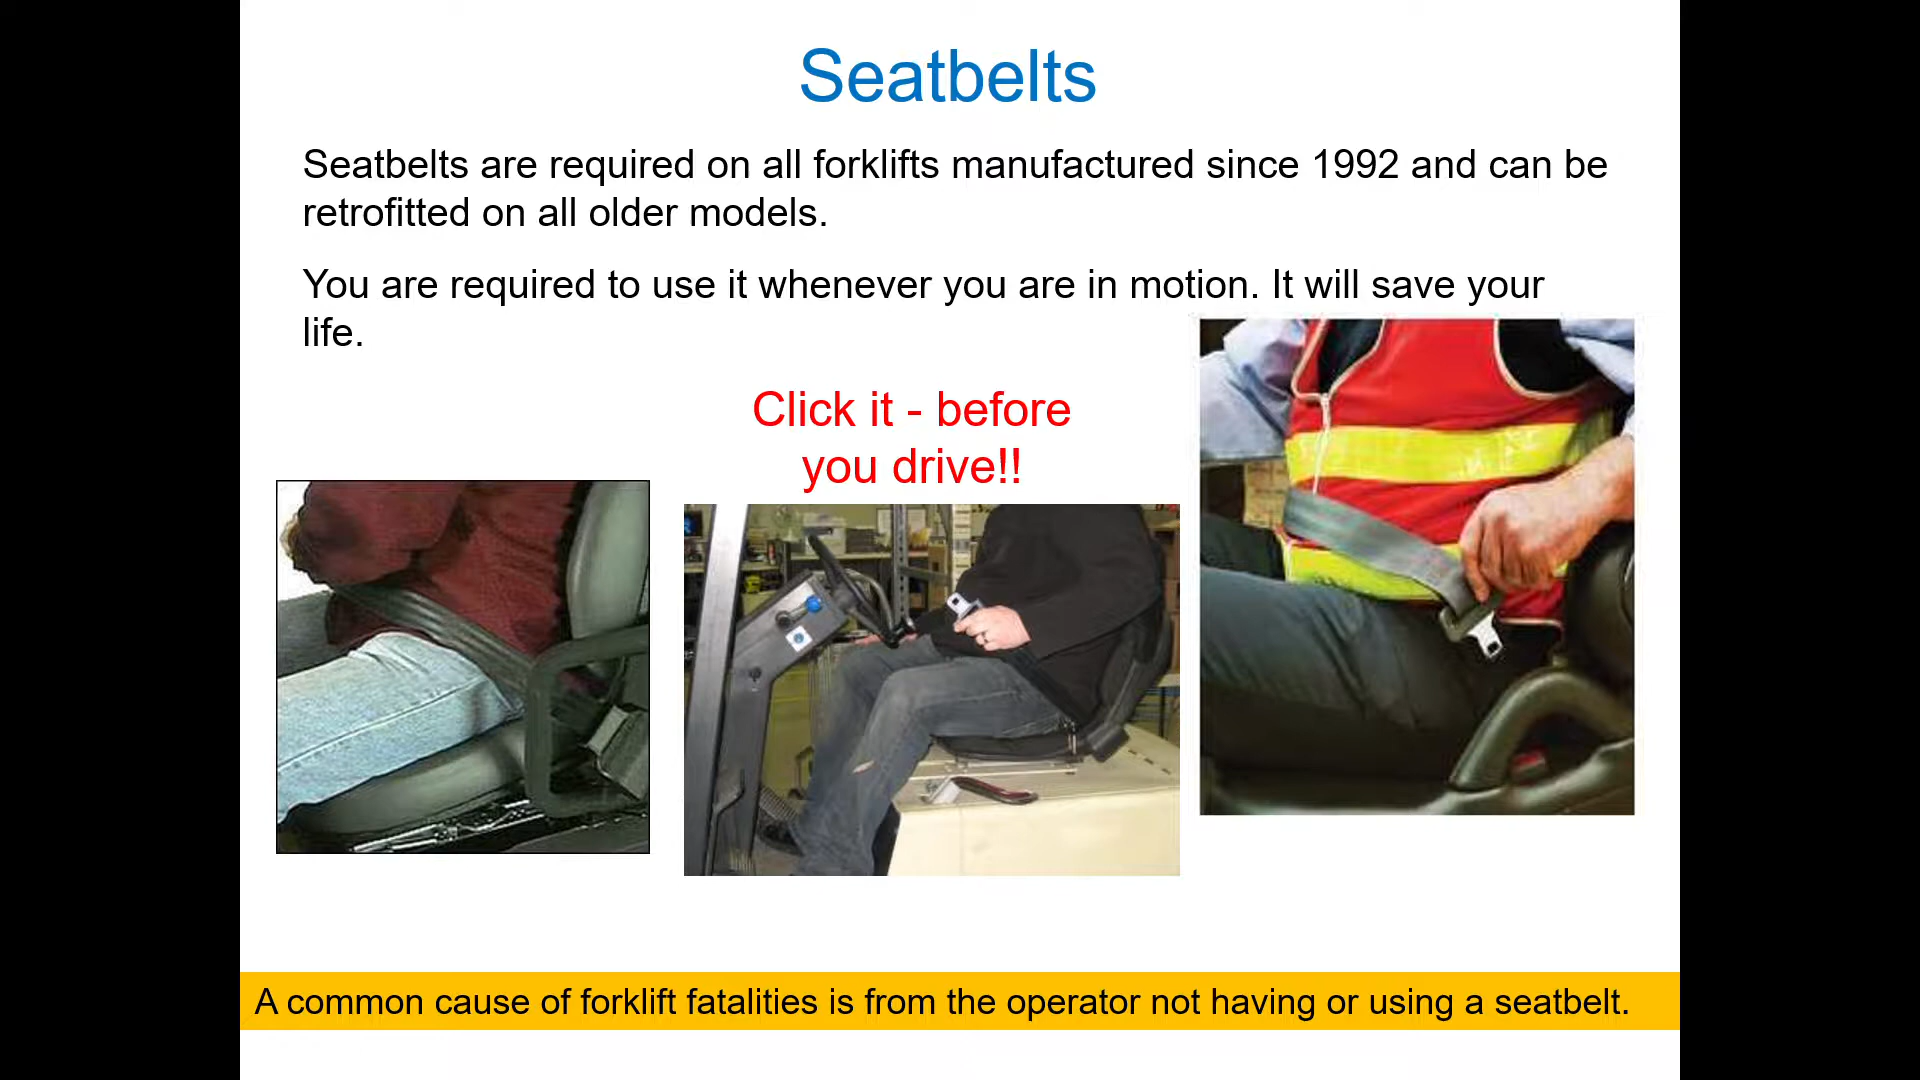 Seatbelts
Seatbelts are required on all forklifts manufactured since 1992 and can be
retrofitted on all older models.
You are required to use it whenever you are in motion. It will save your
life.
Click it - before
you drive!!
A common cause of forklift fatalities is from the operator not having or using a seatbelt.